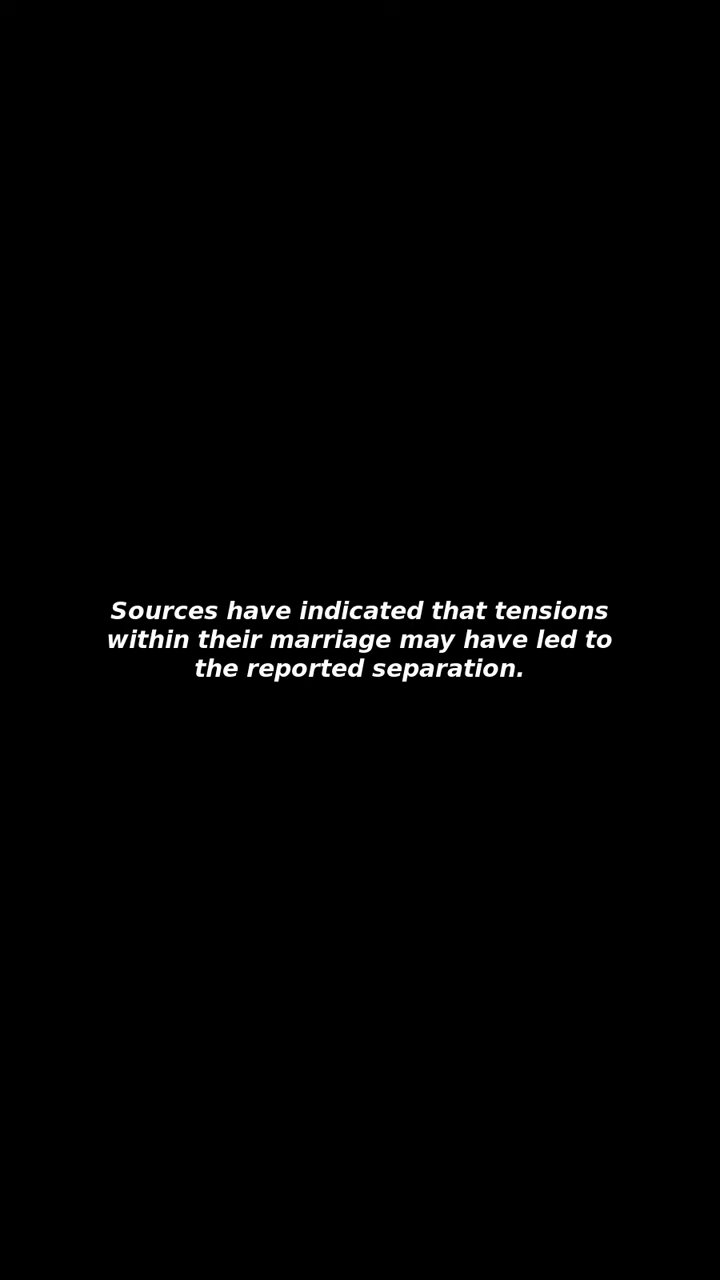 Sources have indicated that tensions
within their marriage may have led to
the reported separation.